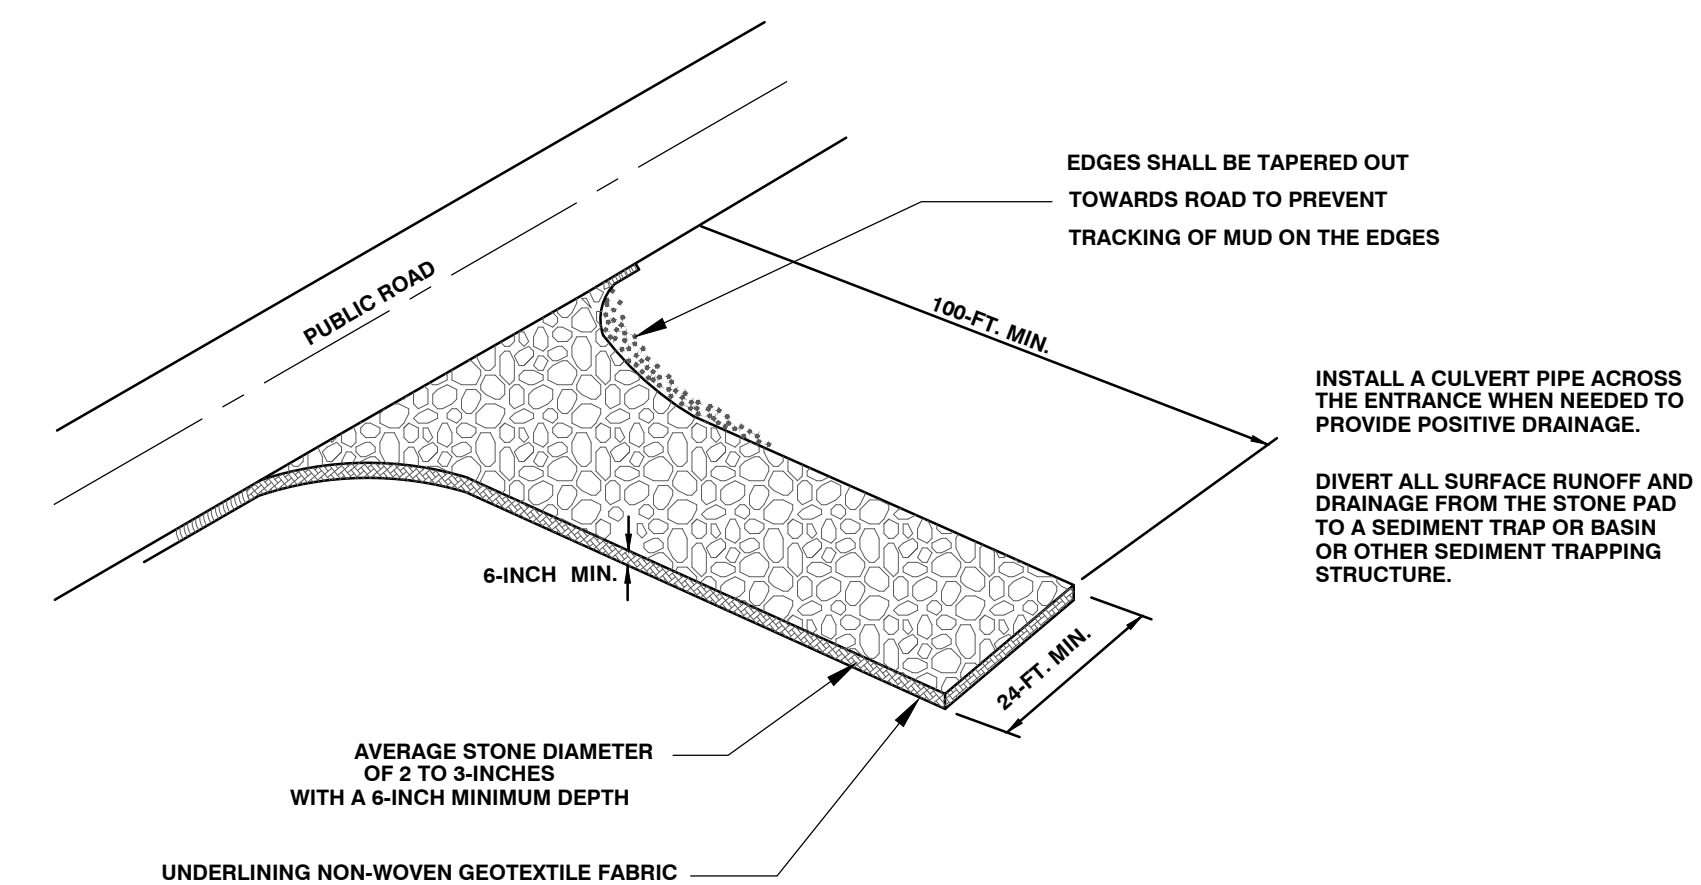 EDGES SHALL BE TAPERED OUT
TOWARDS ROAD TO PREVENT
TRACKING OF MUD ON THE EDGES
PUBLIC ROAD
100-FT. MIN.
INSTALL A CULVERT PIPE ACROSS
THE ENTRANCE WHEN NEEDED TO
PROVIDE POSITIVE DRAINAGE.
DIVERT ALL SURFACE RUNOFF AND
DRAINAGE FROM THE STONE PAD
TO A SEDIMENT TRAP OR BASIN
OR OTHER SEDIMENT TRAPPING
STRUCTURE.
6-INCH MIN.
24-FT. MIN.
AVERAGE STONE DIAMETER
OF 2 TO 3-INCHES
WITH A 6-INCH MINIMUM DEPTH
UNDERLINING NON-WOVEN GEOTEXTILE FABRIC